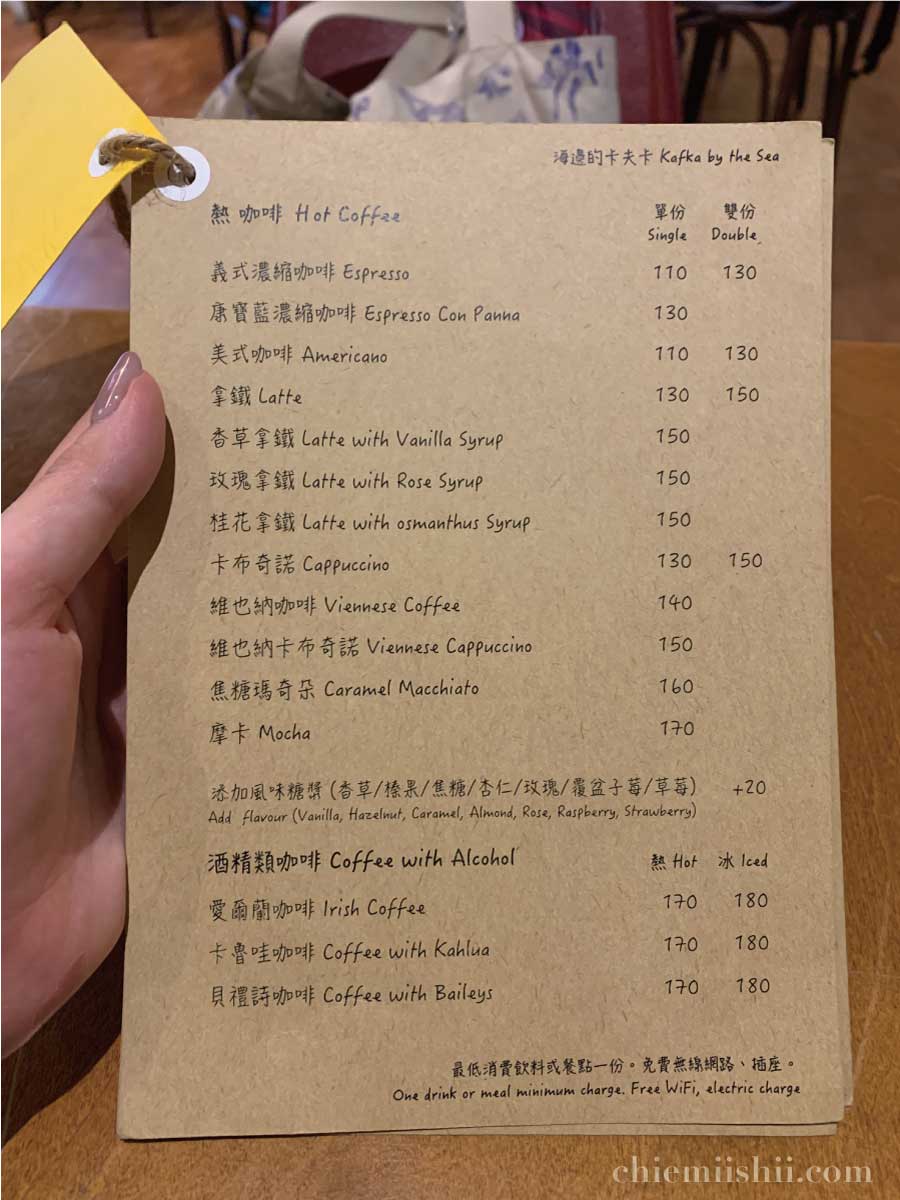 海邊的卡夫卡 Kafka by the Sea
熱 咖啡 Hot Coffee 單份 雙份
Single Double
義式濃縮咖啡 Espresso 110 130
康寶藍濃縮咖啡 Espresso Con Panna 130
美式咖啡 Americano 110 130
拿鐵 Latte 130 150
香草拿鐵 Latte with Vanilla Syrup 150
玫瑰拿鐵 Latte with Rose Syrup 150
桂花拿鐵 Latte with osmanthus Syrup 150
卡布奇諾 Cappuccino 130 150
維也納咖啡 Viennese Coffee 140
維也納卡布奇諾 Viennese Cappuccino 150
焦糖瑪奇朵 Caramel Macchiato 160
摩卡 Mocha 170
添加風味糖漿 (香草/榛果/焦糖/杏仁/玫瑰/覆盆子莓/草莓) +20
Add flavour (Vanilla, Hazelnut, Caramel, Almond, Rose, Raspberry, Strawberry)
酒精類咖啡 Coffee with Alcohol 熱 Hot 冰 Iced
愛爾蘭咖啡 Irish Coffee 170 180
卡魯哇咖啡 Coffee with Kahlua 170 180
貝禮詩咖啡 Coffee with Baileys 170 180
最低消費飲料或餐點一份。免費無線網路、插座。
One drink or meal minimum charge. Free WiFi, electric charge
chiemiishii.com